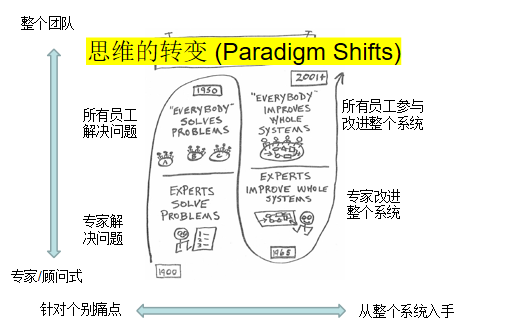 整个团队
思维的转变 (Paradigm Shifts)
1950
2001+
"EVERYBODY"
SOLVES
PROBLEMS
"EVERYBODY"
IMPROVES
WHOLE
SYSTEMS
所有员工
解决问题
所有员工参与
改进整个系统
A
B
C
EXPERTS
SOLVE
PROBLEMS
EXPERTS
IMPROVE WHOLE
SYSTEMS
专家解
决问题
专家改进
整个系统
1-
2-
3-
1900
1965
专家/顾问式
针对个别痛点
从整个系统入手